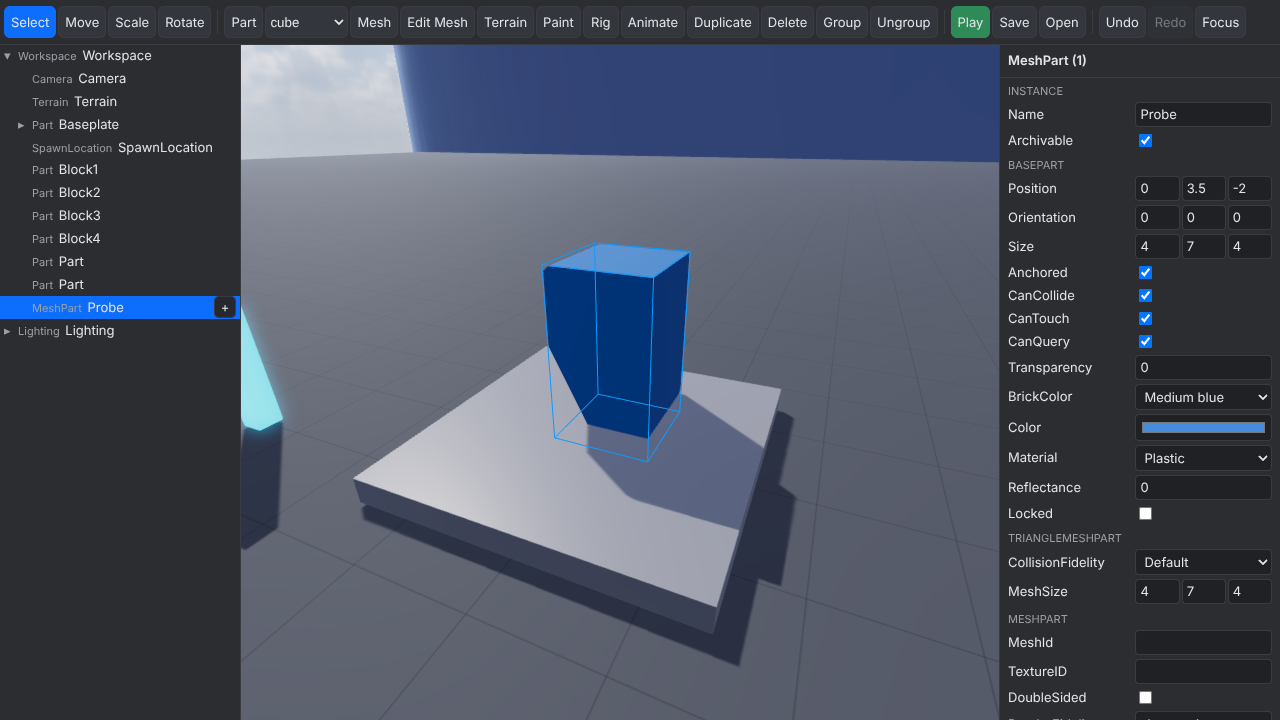 Select Move Scale Rotate Part cube Mesh Edit Mesh Terrain Paint Rig Animate Duplicate Delete Group Ungroup Play Save Open Undo Redo Focus
Workspace Workspace
Camera Camera
Terrain Terrain
Part Baseplate
SpawnLocation SpawnLocation
Part Block1
Part Block2
Part Block3
Part Block4
Part Part
Part Part
MeshPart Probe +
Lighting Lighting
MeshPart (1)
INSTANCE
Name Probe
Archivable
BASEPART
Position 0 3.5 -2
Orientation 0 0 0
Size 4 7 4
Anchored
CanCollide
CanTouch
CanQuery
Transparency 0
BrickColor Medium blue
Color
Material Plastic
Reflectance 0
Locked
TRIANGLEMESHPART
CollisionFidelity Default
MeshSize 4 7 4
MESHPART
MeshId
TextureID
DoubleSided